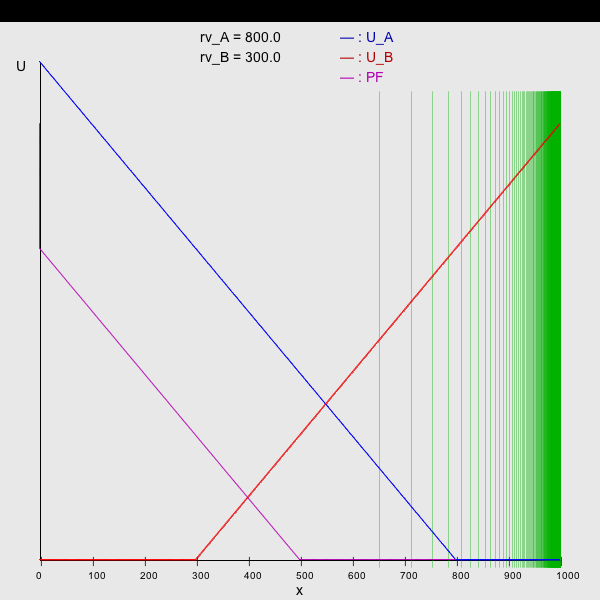 rv_A = 800.0 — : U_A
rv_B = 300.0 — : U_B
— : PF
U
0 100 200 300 400 500 600 700 800 900 1000
x